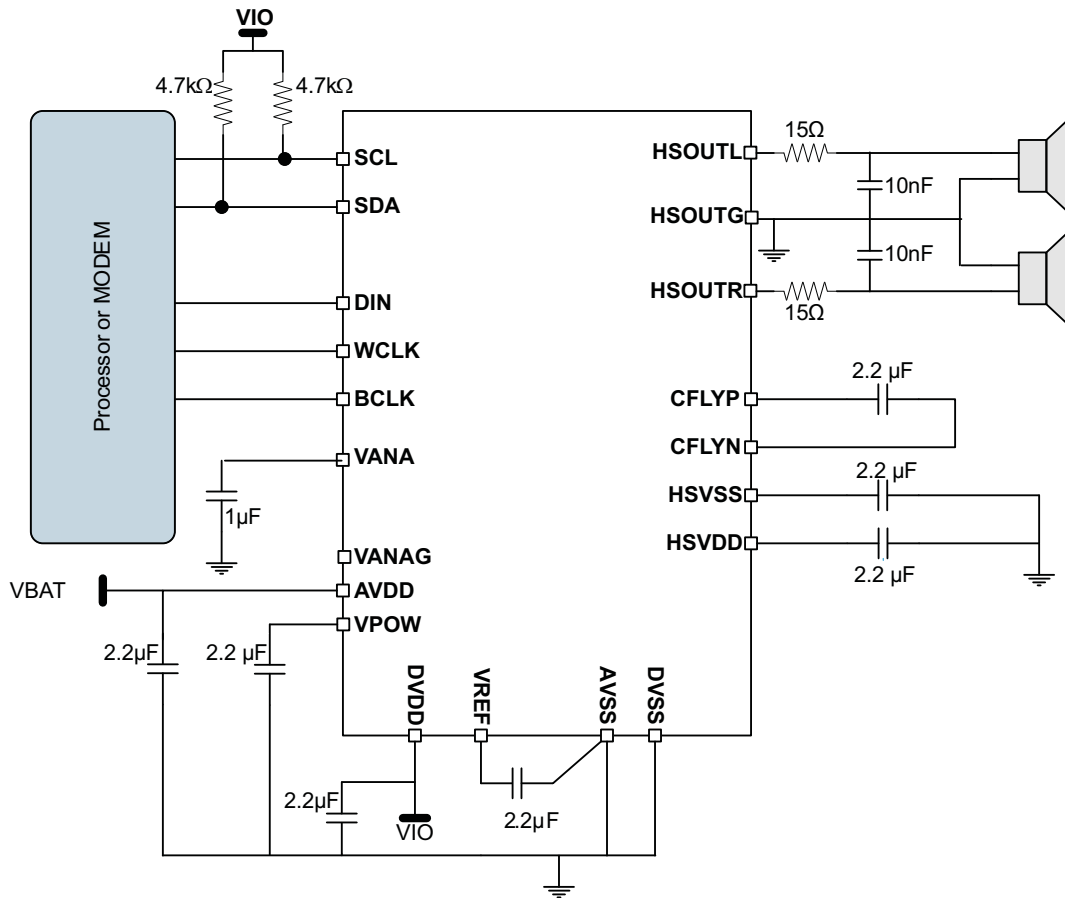 VIO
4.7kΩ
4.7kΩ
Processor or MODEM
SCL
SDA
DIN
WCLK
BCLK
VANA
1µF
VANAG
AVDD
VPOW
VBAT
2.2µF
2.2 µF
DVDD
VREF
AVSS
DVSS
2.2µF
VIO
2.2µF
HSOUTL
15Ω
10nF
HSOUTG
10nF
HSOUTR
15Ω
2.2 µF
CFLYP
CFLYN
2.2 µF
HSVSS
HSVDD
2.2 µF